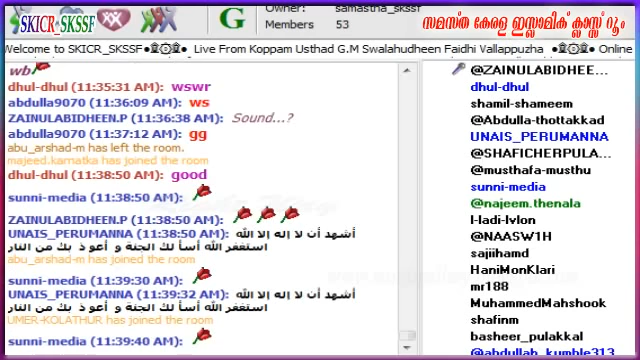 SKICR_SKSSF
Owner: samastha_skssf
Members 53
സമസ്ത കേരള ഇസ്ലാമിക് ക്ലാസ്സ് റൂം
Welcome to SKICR_SKSSF●۩۞۩● Live From Koppam Usthad G.M Swalahudheen Faidhi Vallappuzha ●۩۞۩● Online
wb
dhul-dhul (11:35:31 AM): wswr
abdulla9070 (11:36:09 AM): ws
ZAINULABIDHEEN.P (11:36:38 AM): Sound...?
abdulla9070 (11:37:12 AM): gg
abu_arshad-m has left the room.
majeed.karnatka has joined the room
dhul-dhul (11:38:50 AM): good
sunni-media (11:38:50 AM):
ZAINULABIDHEEN.P (11:38:50 AM):
UNAIS_PERUMANNA (11:38:50 AM): أشهد أن لا إله إلا الله
استغفر الله أسأ لك الجنة و أعو ذ بك من النار
abu_arshad-m has joined the room
sunni-media (11:39:30 AM):
UNAIS_PERUMANNA (11:39:32 AM): أشهد أن لا إله إلا الله
استغفر الله أسأ لك الجنة و أعو ذ بك من النار
UMER-KOLATHUR has joined the room
sunni-media (11:39:40 AM):
@ZAINULABIDHEE...
dhul-dhul
shamil-shameem
@Abdulla-thottakkad
UNAIS_PERUMANNA
@SHAFICHERPULA...
@musthafa-musthu
sunni-media
@najeem.thenala
I-ladi-Ivlon
@NAASW1H
sajiihamd
HaniMonKlari
mr188
MuhammedMahshook
shafinm
basheer_pulakkal
@abdullah_kumble313